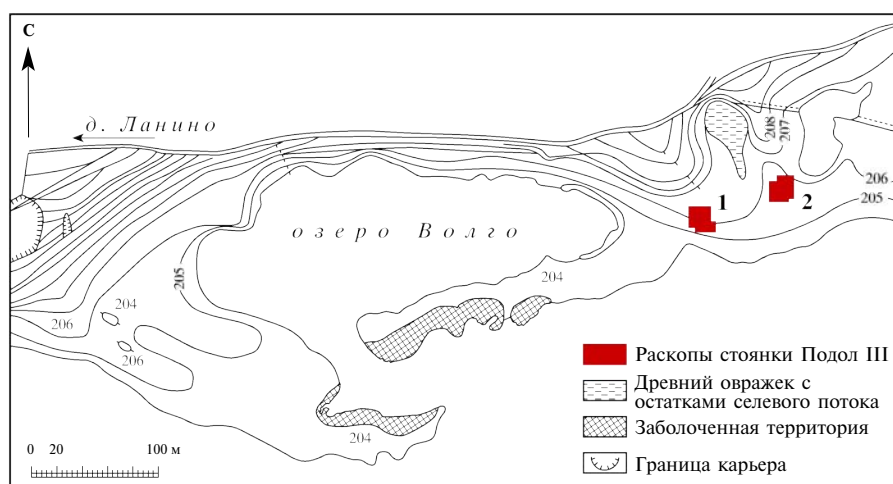 С
д. Ланино
208
207
206
205
1
2
озеро Волго
205
204
204
206
206
204
Раскопы стоянки Подол III
Древний овражек с
остатками селевого потока
Заболоченная территория
Граница карьера
0 20 100 м